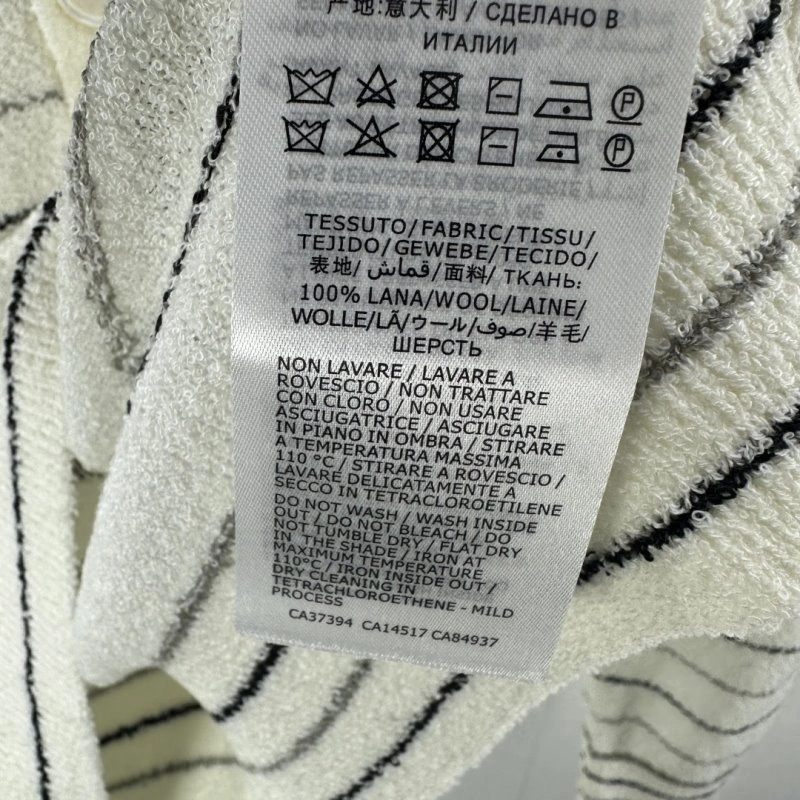 产地:意大利 / СДЕЛАНО В
ИТАЛИИ
P
P
PAS REPASSER LA BRODERIE /
TESSUTO/FABRIC/TISSU/
TEJIDO/GEWEBE/TECIDO/
表地/قماش/面料/ ТКАНЬ:
100% LANA/WOOL/LAINE/
WOLLE/LÃ/ウール/صوف/羊毛/
ШЕРСТЬ
NON LAVARE / LAVARE A
ROVESCIO / NON TRATTARE
CON CLORO / NON USARE
ASCIUGATRICE / ASCIUGARE
IN PIANO IN OMBRA / STIRARE
A TEMPERATURA MASSIMA
110 °C / STIRARE A ROVESCIO /
LAVARE DELICATAMENTE A
SECCO IN TETRACLOROETILENE
DO NOT WASH / WASH INSIDE
OUT / DO NOT BLEACH / DO
NOT TUMBLE DRY / FLAT DRY
IN THE SHADE / IRON AT
MAXIMUM TEMPERATURE
110°C / IRON INSIDE OUT /
DRY CLEANING IN
TETRACHLOROETHENE - MILD
PROCESS
CA37394 CA14517 CA84937